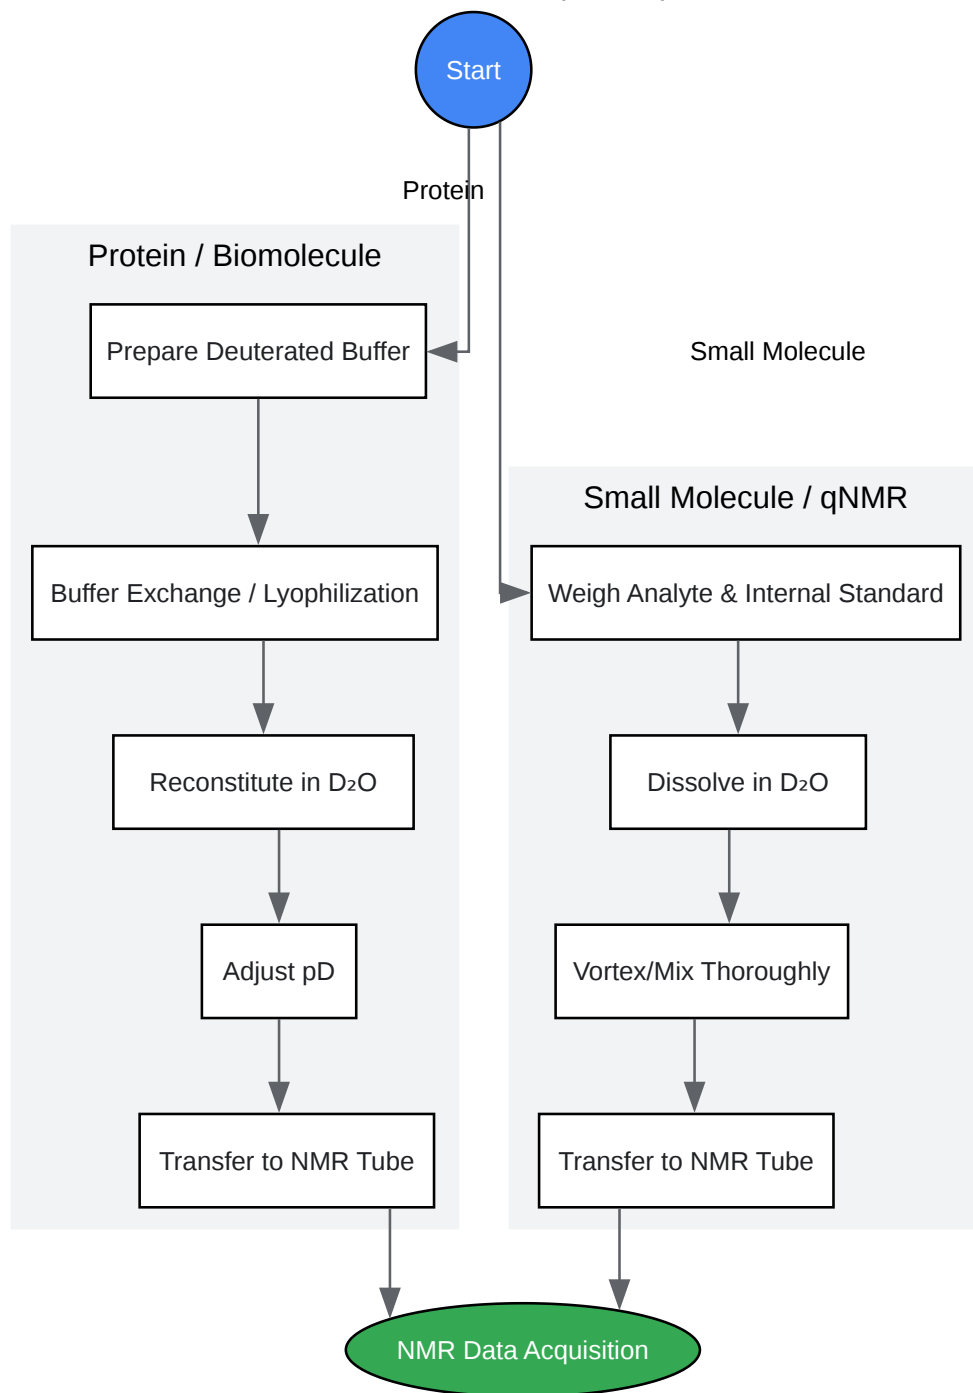 Start
Protein
Protein / Biomolecule
Prepare Deuterated Buffer
Small Molecule
Small Molecule / qNMR
Buffer Exchange / Lyophilization
Weigh Analyte & Internal Standard
Reconstitute in D₂O
Dissolve in D₂O
Adjust pD
Vortex/Mix Thoroughly
Transfer to NMR Tube
Transfer to NMR Tube
NMR Data Acquisition